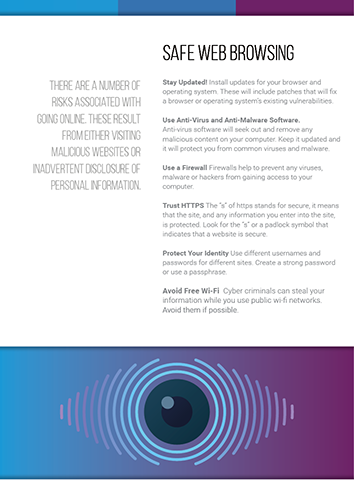 SAFE WEB BROWSING
THERE ARE A NUMBER OF
RISKS ASSOCIATED WITH
GOING ONLINE. THESE RESULT
FROM EITHER VISITING
MALICIOUS WEBSITES OR
INADVERTENT DISCLOSURE OF
PERSONAL INFORMATION.
Stay Updated! Install updates for your browser and
operating system. These will include patches that will fix
a browser or operating system's existing vulnerabilities.
Use Anti-Virus and Anti-Malware Software.
Anti-virus software will seek out and remove any
malicious content on your computer. Keep it updated and
it will protect you from common viruses and malware.
Use a Firewall Firewalls help to prevent any viruses,
malware or hackers from gaining access to your
computer.
Trust HTTPS The "s" of https stands for secure, it means
that the site, and any information you enter into the site,
is protected. Look for the "s" or a padlock symbol that
indicates that a website is secure.
Protect Your Identity Use different usernames and
passwords for different sites. Create a strong password
or use a passphrase.
Avoid Free Wi-Fi Cyber criminals can steal your
information while you use public wi-fi networks.
Avoid them if possible.